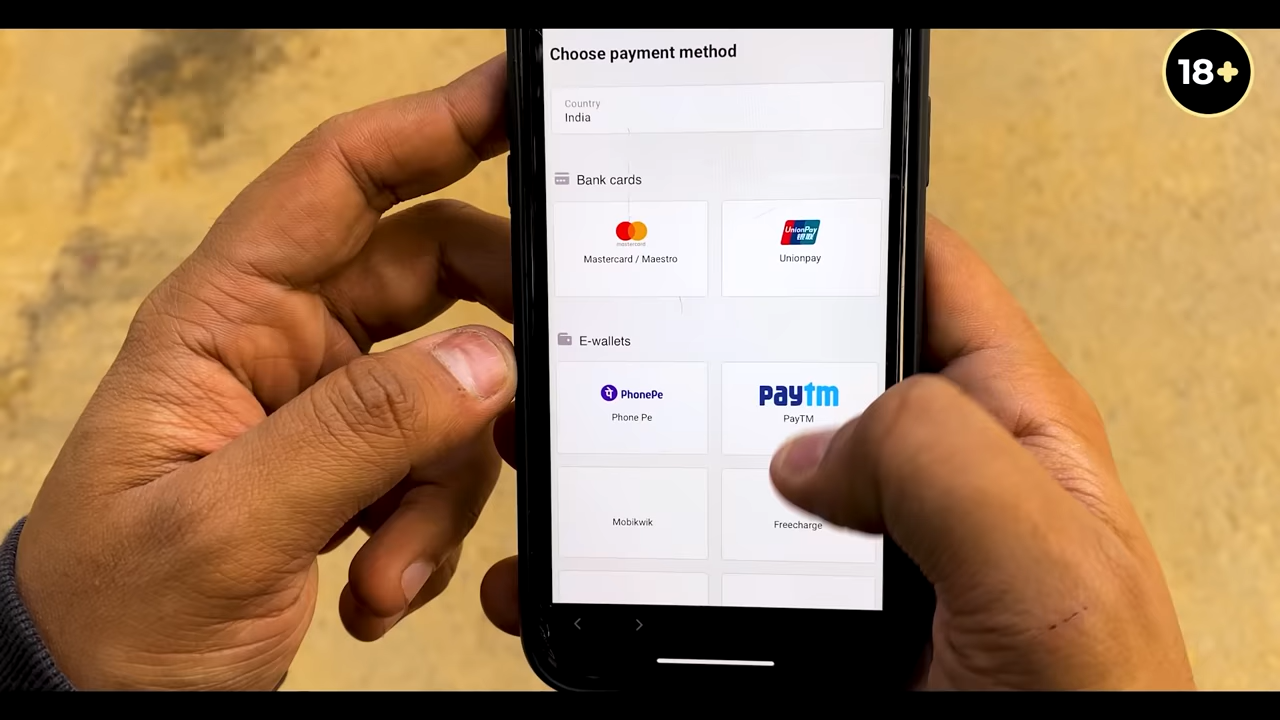 18+
Choose payment method
Country
India
Bank cards
mastercard
Mastercard / Maestro
UnionPay
银联
Unionpay
E-wallets
पे PhonePe
Phone Pe
paytm
PayTM
Mobikwik
Freecharge